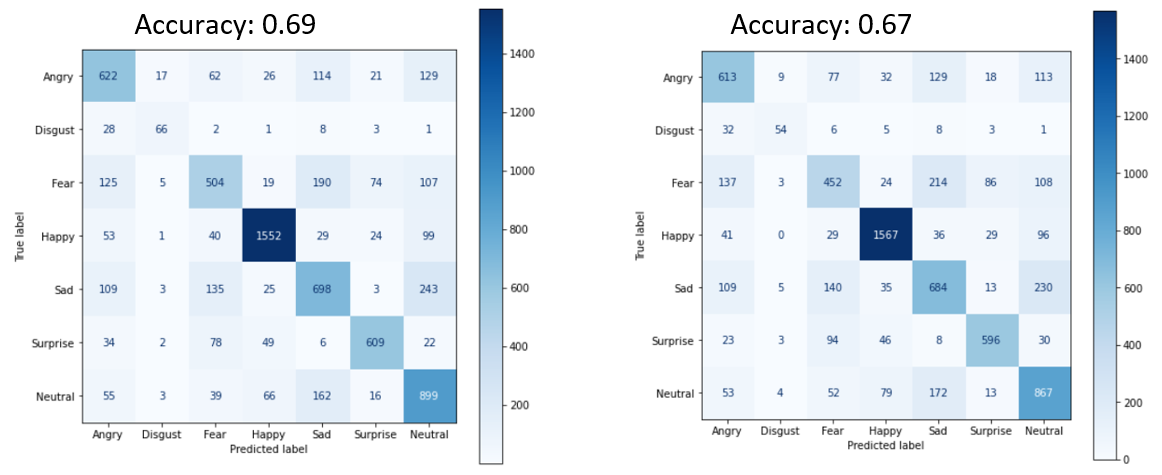 Accuracy: 0.69
Angry 622 17 62 26 114 21 129
Disgust 28 66 2 1 8 3 1
Fear 125 5 504 19 190 74 107
Happy 53 1 40 1552 29 24 99
Sad 109 3 135 25 698 3 243
Surprise 34 2 78 49 6 609 22
Neutral 55 3 39 66 162 16 899
Angry Disgust Fear Happy Sad Surprise Neutral
Predicted label
True label
1400
1200
1000
800
600
400
200
Accuracy: 0.67
Angry 613 9 77 32 129 18 113
Disgust 32 54 6 5 8 3 1
Fear 137 3 452 24 214 86 108
Happy 41 0 29 1567 36 29 96
Sad 109 5 140 35 684 13 230
Surprise 23 3 94 46 8 596 30
Neutral 53 4 52 79 172 13 867
Angry Disgust Fear Happy Sad Surprise Neutral
Predicted label
True label
1400
1200
1000
800
600
400
200
0